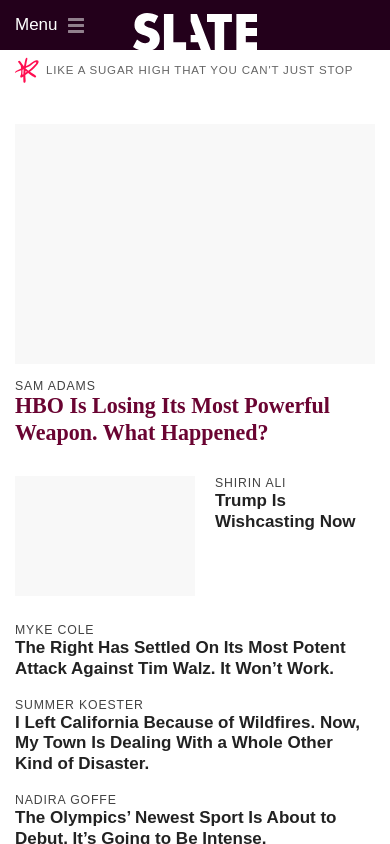 Menu
SLATE
LIKE A SUGAR HIGH THAT YOU CAN'T JUST STOP
SAM ADAMS
HBO Is Losing Its Most Powerful
Weapon. What Happened?
SHIRIN ALI
Trump Is
Wishcasting Now
MYKE COLE
The Right Has Settled On Its Most Potent
Attack Against Tim Walz. It Won’t Work.
SUMMER KOESTER
I Left California Because of Wildfires. Now,
My Town Is Dealing With a Whole Other
Kind of Disaster.
NADIRA GOFFE
The Olympics’ Newest Sport Is About to
Debut. It’s Going to Be Intense.